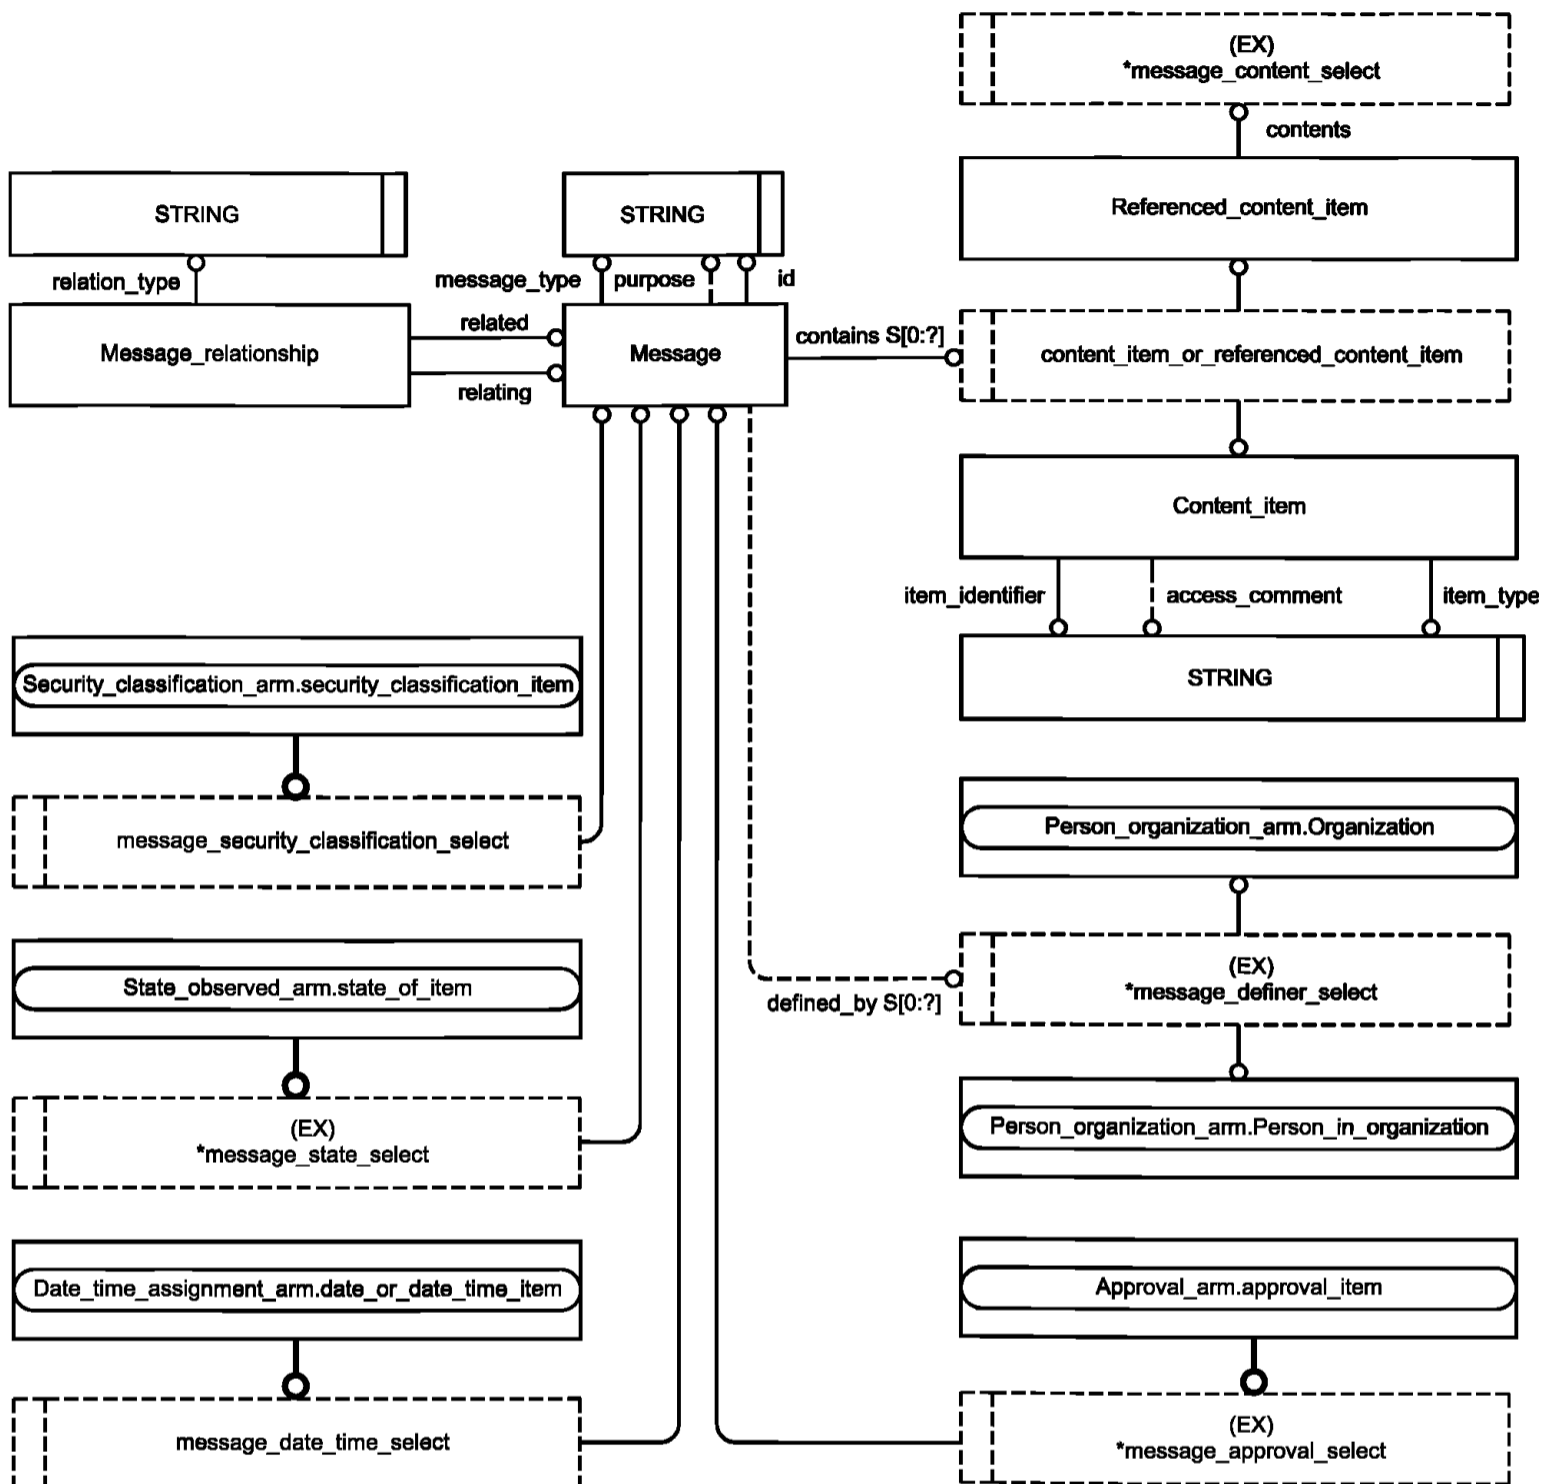 (EX)
*message_content_select
contents
Referenced_content_item
STRING
STRING
relation_type
message_type
purpose
id
Message_relationship
related
relating
Message
contains S[0:?]
content_item_or_referenced_content_item
Content_item
item_identifier
access_comment
item_type
STRING
Security_classification_arm.security_classification_item
message_security_classification_select
Person_organization_arm.Organization
State_observed_arm.state_of_item
defined_by S[0:?]
(EX)
*message_definer_select
(EX)
*message_state_select
Person_organization_arm.Person_in_organization
Date_time_assignment_arm.date_or_date_time_item
Approval_arm.approval_item
message_date_time_select
(EX)
*message_approval_select